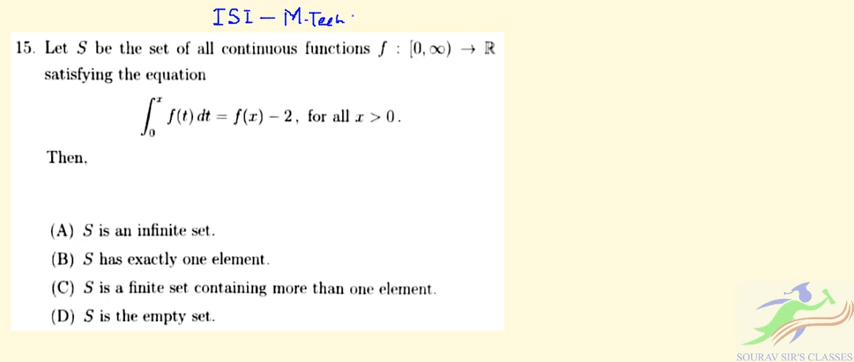 ISI - M.Tech.
15. Let S be the set of all continuous functions f : [0, ∞) → ℝ
satisfying the equation
∫₀ˣ f(t) dt = f(x) − 2, for all x > 0.
Then,
(A) S is an infinite set.
(B) S has exactly one element.
(C) S is a finite set containing more than one element.
(D) S is the empty set.
SOURAV SIR'S CLASSES